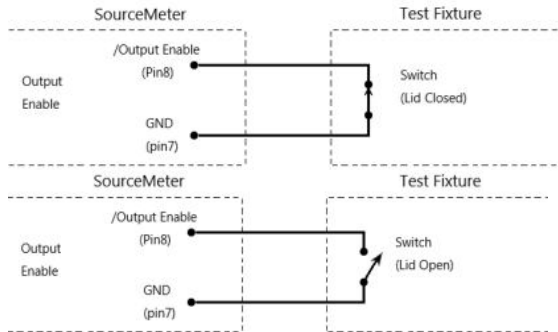 SourceMeter
Test Fixture
/Output Enable
(Pin8)
Output
Enable
Switch
(Lid Closed)
GND
(pin7)
SourceMeter
Test Fixture
/Output Enable
(Pin8)
Output
Enable
Switch
(Lid Open)
GND
(pin7)